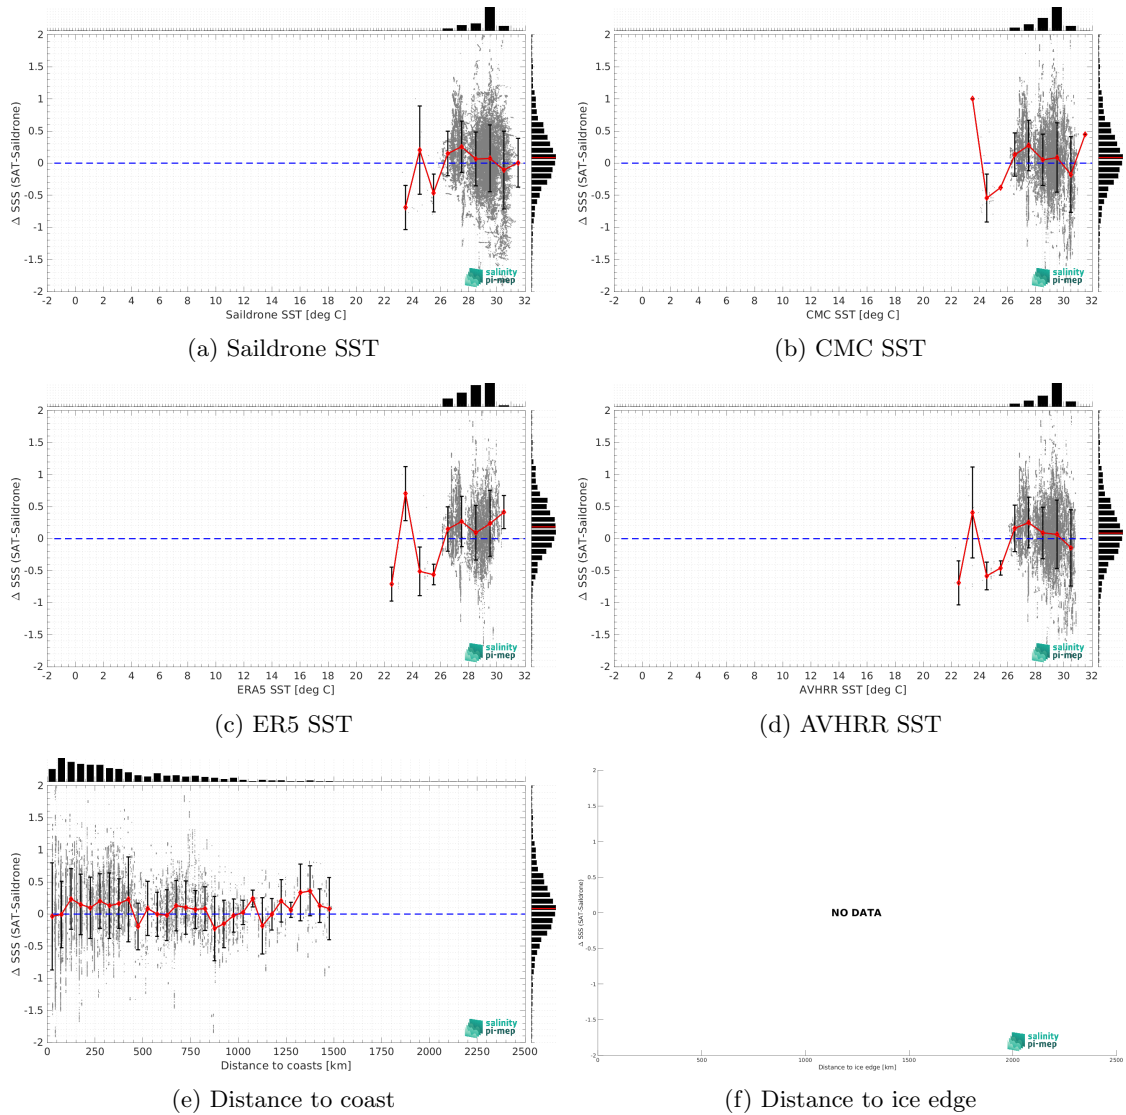 2
1.5
1
0.5
0
-0.5
-1
-1.5
-2
Δ SSS (SAT-Saildrone)
salinity
pi-mep
-2 0 2 4 6 8 10 12 14 16 18 20 22 24 26 28 30 32
Saildrone SST [deg C]
(a) Saildrone SST
2
1.5
1
0.5
0
-0.5
-1
-1.5
-2
Δ SSS (SAT-Saildrone)
salinity
pi-mep
-2 0 2 4 6 8 10 12 14 16 18 20 22 24 26 28 30 32
CMC SST [deg C]
(b) CMC SST
2
1.5
1
0.5
0
-0.5
-1
-1.5
-2
Δ SSS (SAT-Saildrone)
salinity
pi-mep
-2 0 2 4 6 8 10 12 14 16 18 20 22 24 26 28 30 32
ERA5 SST [deg C]
(c) ER5 SST
2
1.5
1
0.5
0
-0.5
-1
-1.5
-2
Δ SSS (SAT-Saildrone)
salinity
pi-mep
-2 0 2 4 6 8 10 12 14 16 18 20 22 24 26 28 30 32
AVHRR SST [deg C]
(d) AVHRR SST
2
1.5
1
0.5
0
-0.5
-1
-1.5
-2
Δ SSS (SAT-Saildrone)
salinity
pi-mep
0 250 500 750 1000 1250 1500 1750 2000 2250 2500
Distance to coasts [km]
(e) Distance to coast
2
1.5
1
0.5
0
-0.5
-1
-1.5
-2
Δ SSS (SAT-Saildrone)
NO DATA
salinity
pi-mep
0 500 1000 1500 2000 2500
Distance to ice edge [km]
(f) Distance to ice edge